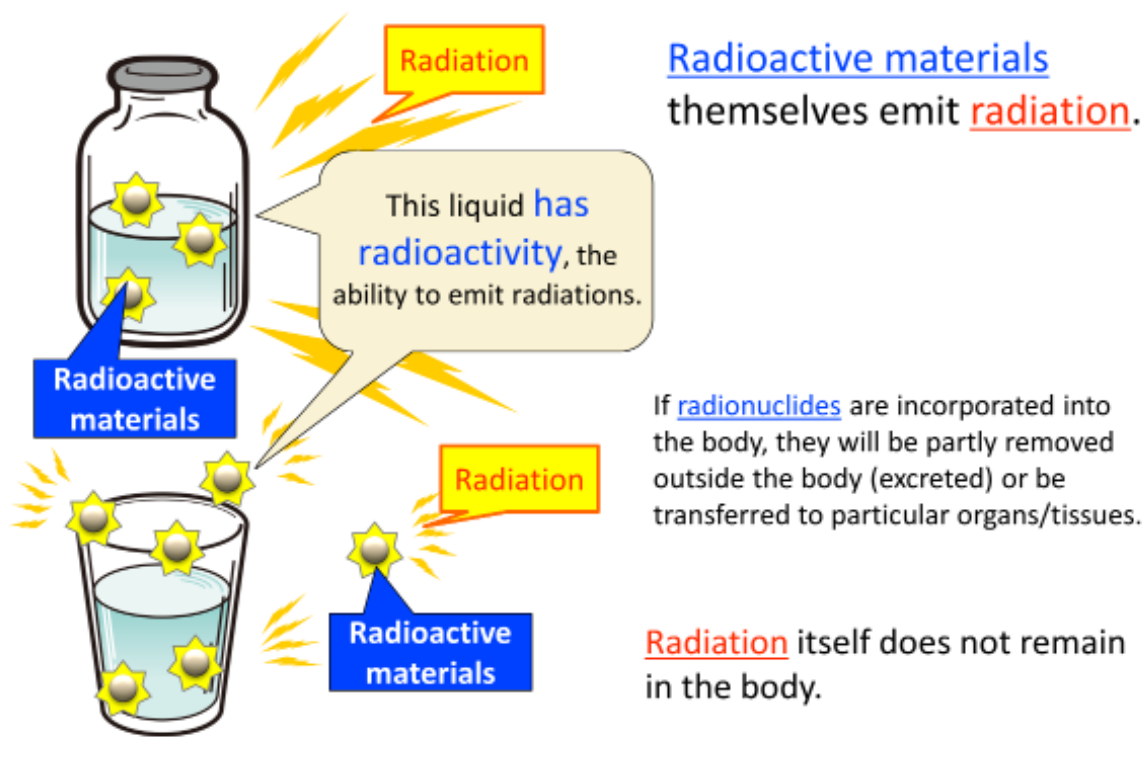 Radiation
Radioactive materials
themselves emit radiation.
This liquid has
radioactivity, the
ability to emit radiations.
Radioactive
materials
If radionuclides are incorporated into
the body, they will be partly removed
outside the body (excreted) or be
transferred to particular organs/tissues.
Radiation
Radioactive
materials
Radiation itself does not remain
in the body.